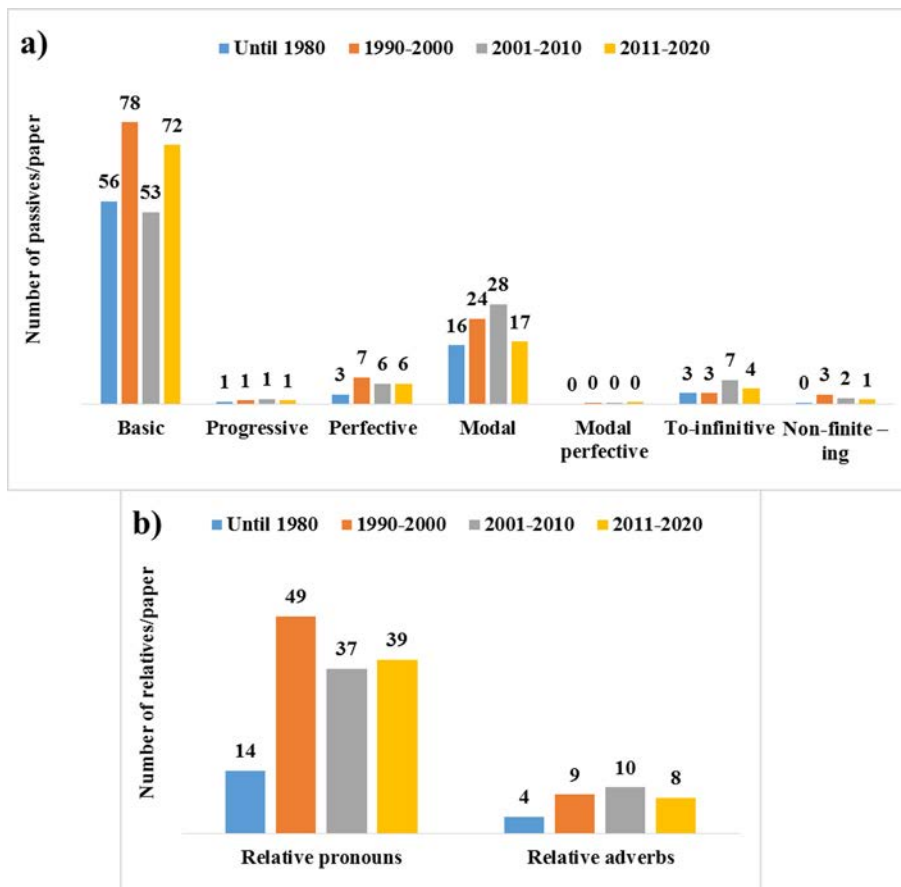 a)
Until 1980 1990-2000 2001-2010 2011-2020
Number of passives/paper
56 78 53 72
1 1 1 1
3 7 6 6
16 24 28 17
0 0 0 0
3 3 7 4
0 3 2 1
Basic Progressive Perfective Modal Modal To-infinitive Non-finite –
perfective ing
b)
Until 1980 1990-2000 2001-2010 2011-2020
Number of relatives/paper
14 49 37 39
4 9 10 8
Relative pronouns Relative adverbs